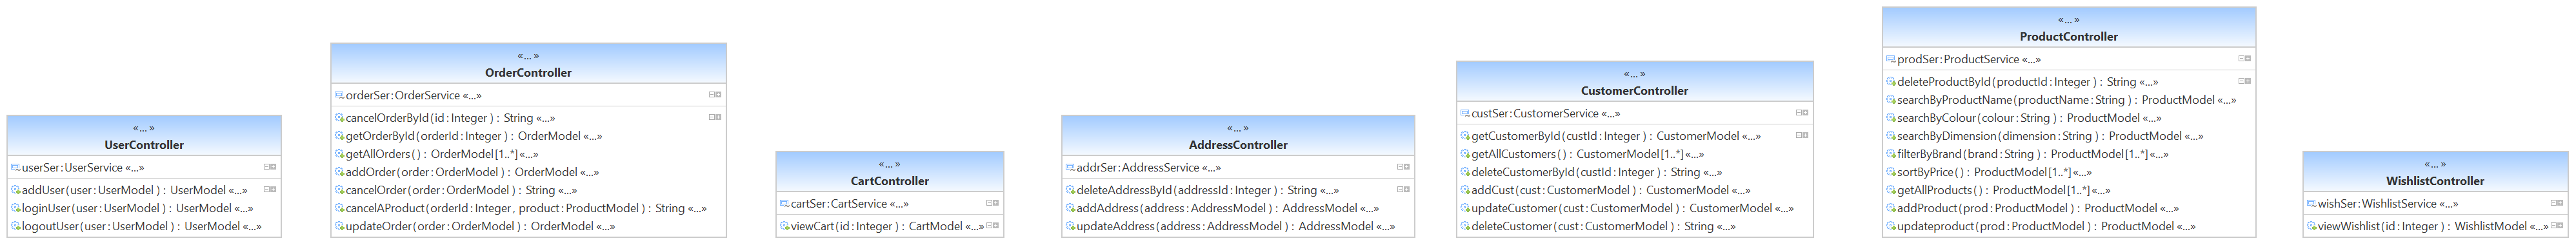 «...»
UserController
userSer:UserService «...»
addUser(user:UserModel) : UserModel «...»
loginUser(user:UserModel) : UserModel «...»
logoutUser(user:UserModel) : UserModel «...»
«...»
OrderController
orderSer:OrderService «...»
cancelOrderById(id:Integer) : String «...»
getOrderById(orderId:Integer) : OrderModel «...»
getAllOrders() : OrderModel[1..*]«...»
addOrder(order:OrderModel) : OrderModel «...»
cancelOrder(order:OrderModel) : String «...»
cancelAProduct(orderId:Integer, product:ProductModel) : String «...»
updateOrder(order:OrderModel) : OrderModel «...»
«...»
CartController
cartSer:CartService «...»
viewCart(id:Integer) : CartModel «...»
«...»
AddressController
addrSer:AddressService «...»
deleteAddressById(addressId:Integer) : String «...»
addAddress(address:AddressModel) : AddressModel «...»
updateAddress(address:AddressModel) : AddressModel «...»
«...»
CustomerController
custSer:CustomerService «...»
getCustomerById(custId:Integer) : CustomerModel «...»
getAllCustomers() : CustomerModel[1..*]«...»
deleteCustomerById(custId:Integer) : String «...»
addCust(cust:CustomerModel) : CustomerModel «...»
updateCustomer(cust:CustomerModel) : CustomerModel «...»
deleteCustomer(cust:CustomerModel) : String «...»
«...»
ProductController
prodSer:ProductService «...»
deleteProductById(productId:Integer) : String «...»
searchByProductName(productName:String) : ProductModel «...»
searchByColour(colour:String) : ProductModel «...»
searchByDimension(dimension:String) : ProductModel «...»
filterByBrand(brand:String) : ProductModel[1..*]«...»
sortByPrice() : ProductModel[1..*]«...»
getAllProducts() : ProductModel[1..*]«...»
addProduct(prod:ProductModel) : ProductModel «...»
updateproduct(prod:ProductModel) : ProductModel «...»
«...»
WishlistController
wishSer:WishlistService «...»
viewWishlist(id:Integer) : WishlistModel «...»